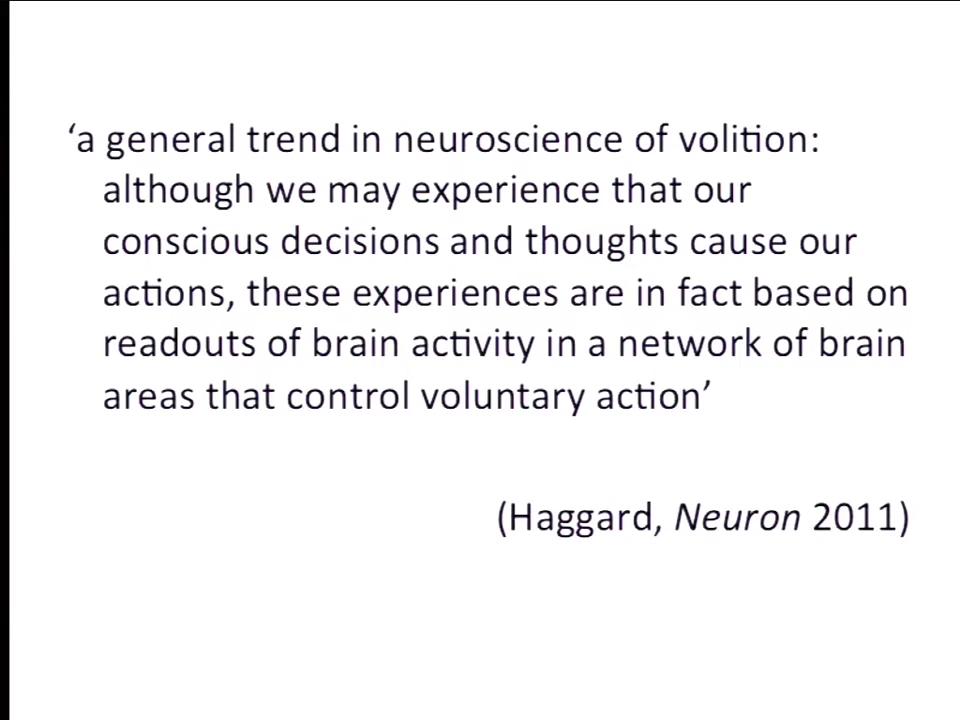 ‘a general trend in neuroscience of volition:
although we may experience that our
conscious decisions and thoughts cause our
actions, these experiences are in fact based on
readouts of brain activity in a network of brain
areas that control voluntary action’
(Haggard, Neuron 2011)